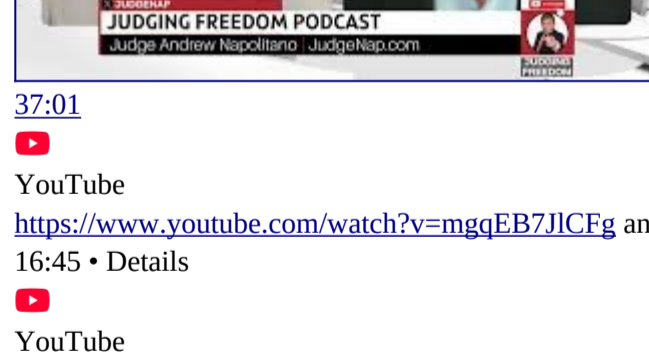 JUDGENAP
JUDGING FREEDOM PODCAST
Judge Andrew Napolitano JudgeNap.com
JUDGING
FREEDOM
37:01
YouTube
https://www.youtube.com/watch?v=mgqEB7JlCFg an
16:45 • Details
YouTube